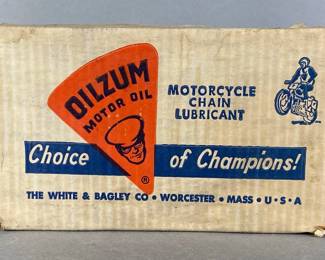 OILZUM
MOTOR OIL
®
MOTORCYCLE
CHAIN
LUBRICANT
Choice of Champions!
THE WHITE & BAGLEY CO • WORCESTER • MASS • U • S • A